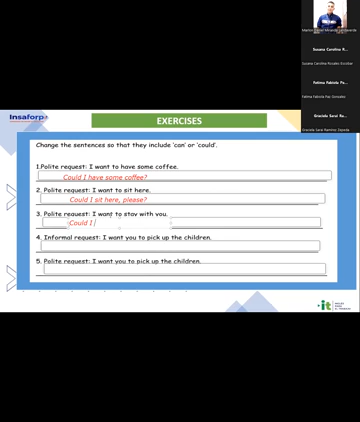 Insaforp
EXERCISES
Change the sentences so that they include 'can' or 'could'.
1.Polite request: I want to have some coffee.
Could I have some coffee?
2. Polite request: I want to sit here.
Could I sit here, please?
3. Polite request: I want to stay with you.
Could I
4. Informal request: I want you to pick up the children.
5. Polite request: I want you to pick up the children.
Susana Carolina R...
Susana Carolina Rosales Escobar
Fatima Fabiola Pa...
Fatima Fabiola Paz Gonzalez
Graciela Sarai Ra...
Graciela Sarai Ramirez Zepeda
it